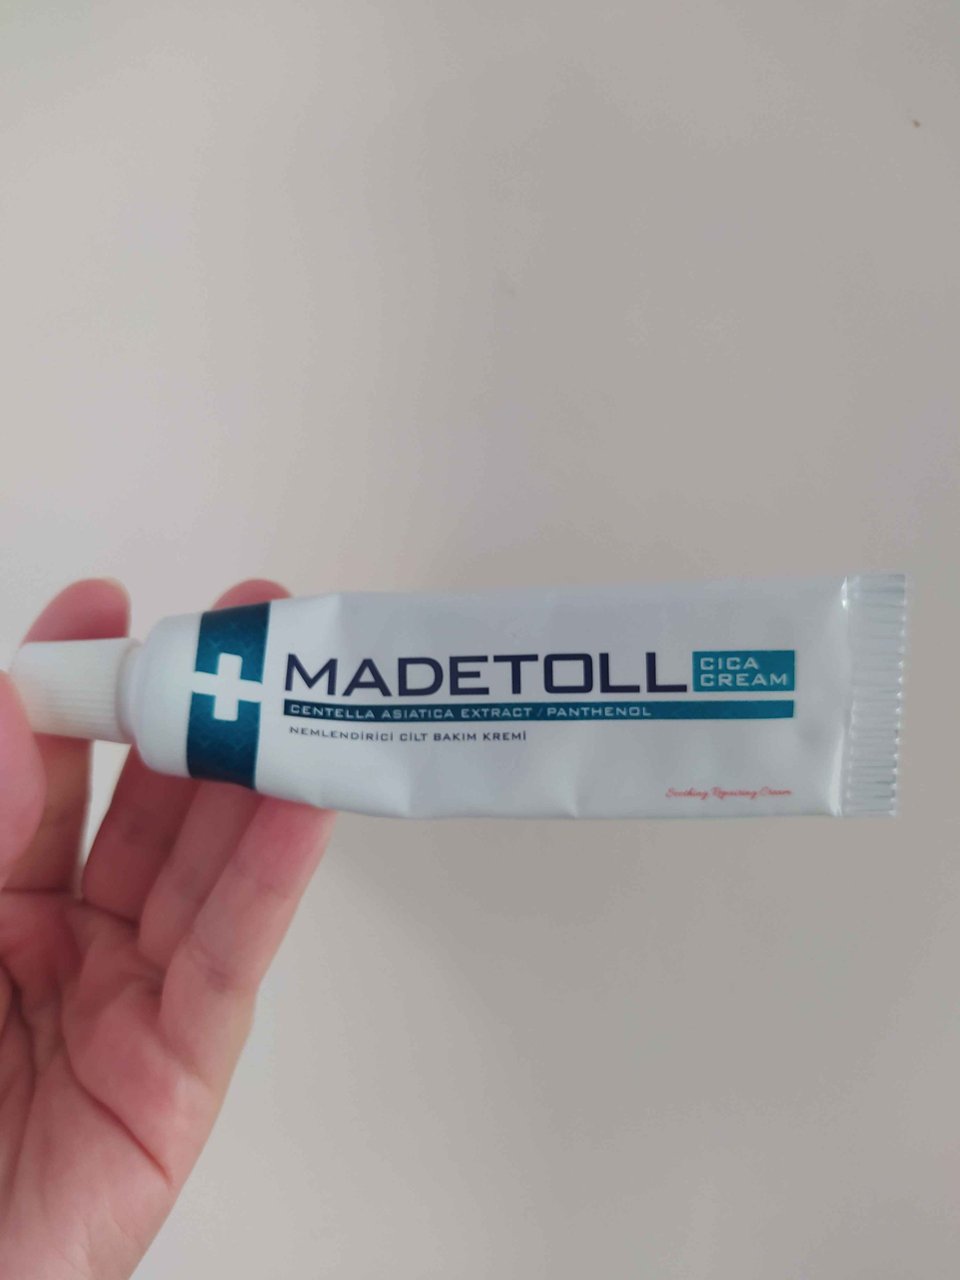 MADETOLL
CICA
CREAM
CENTELLA ASIATICA EXTRACT / PANTHENOL
NEMLENDİRİCİ CİLT BAKIM KREMİ
Soothing Repairing Cream